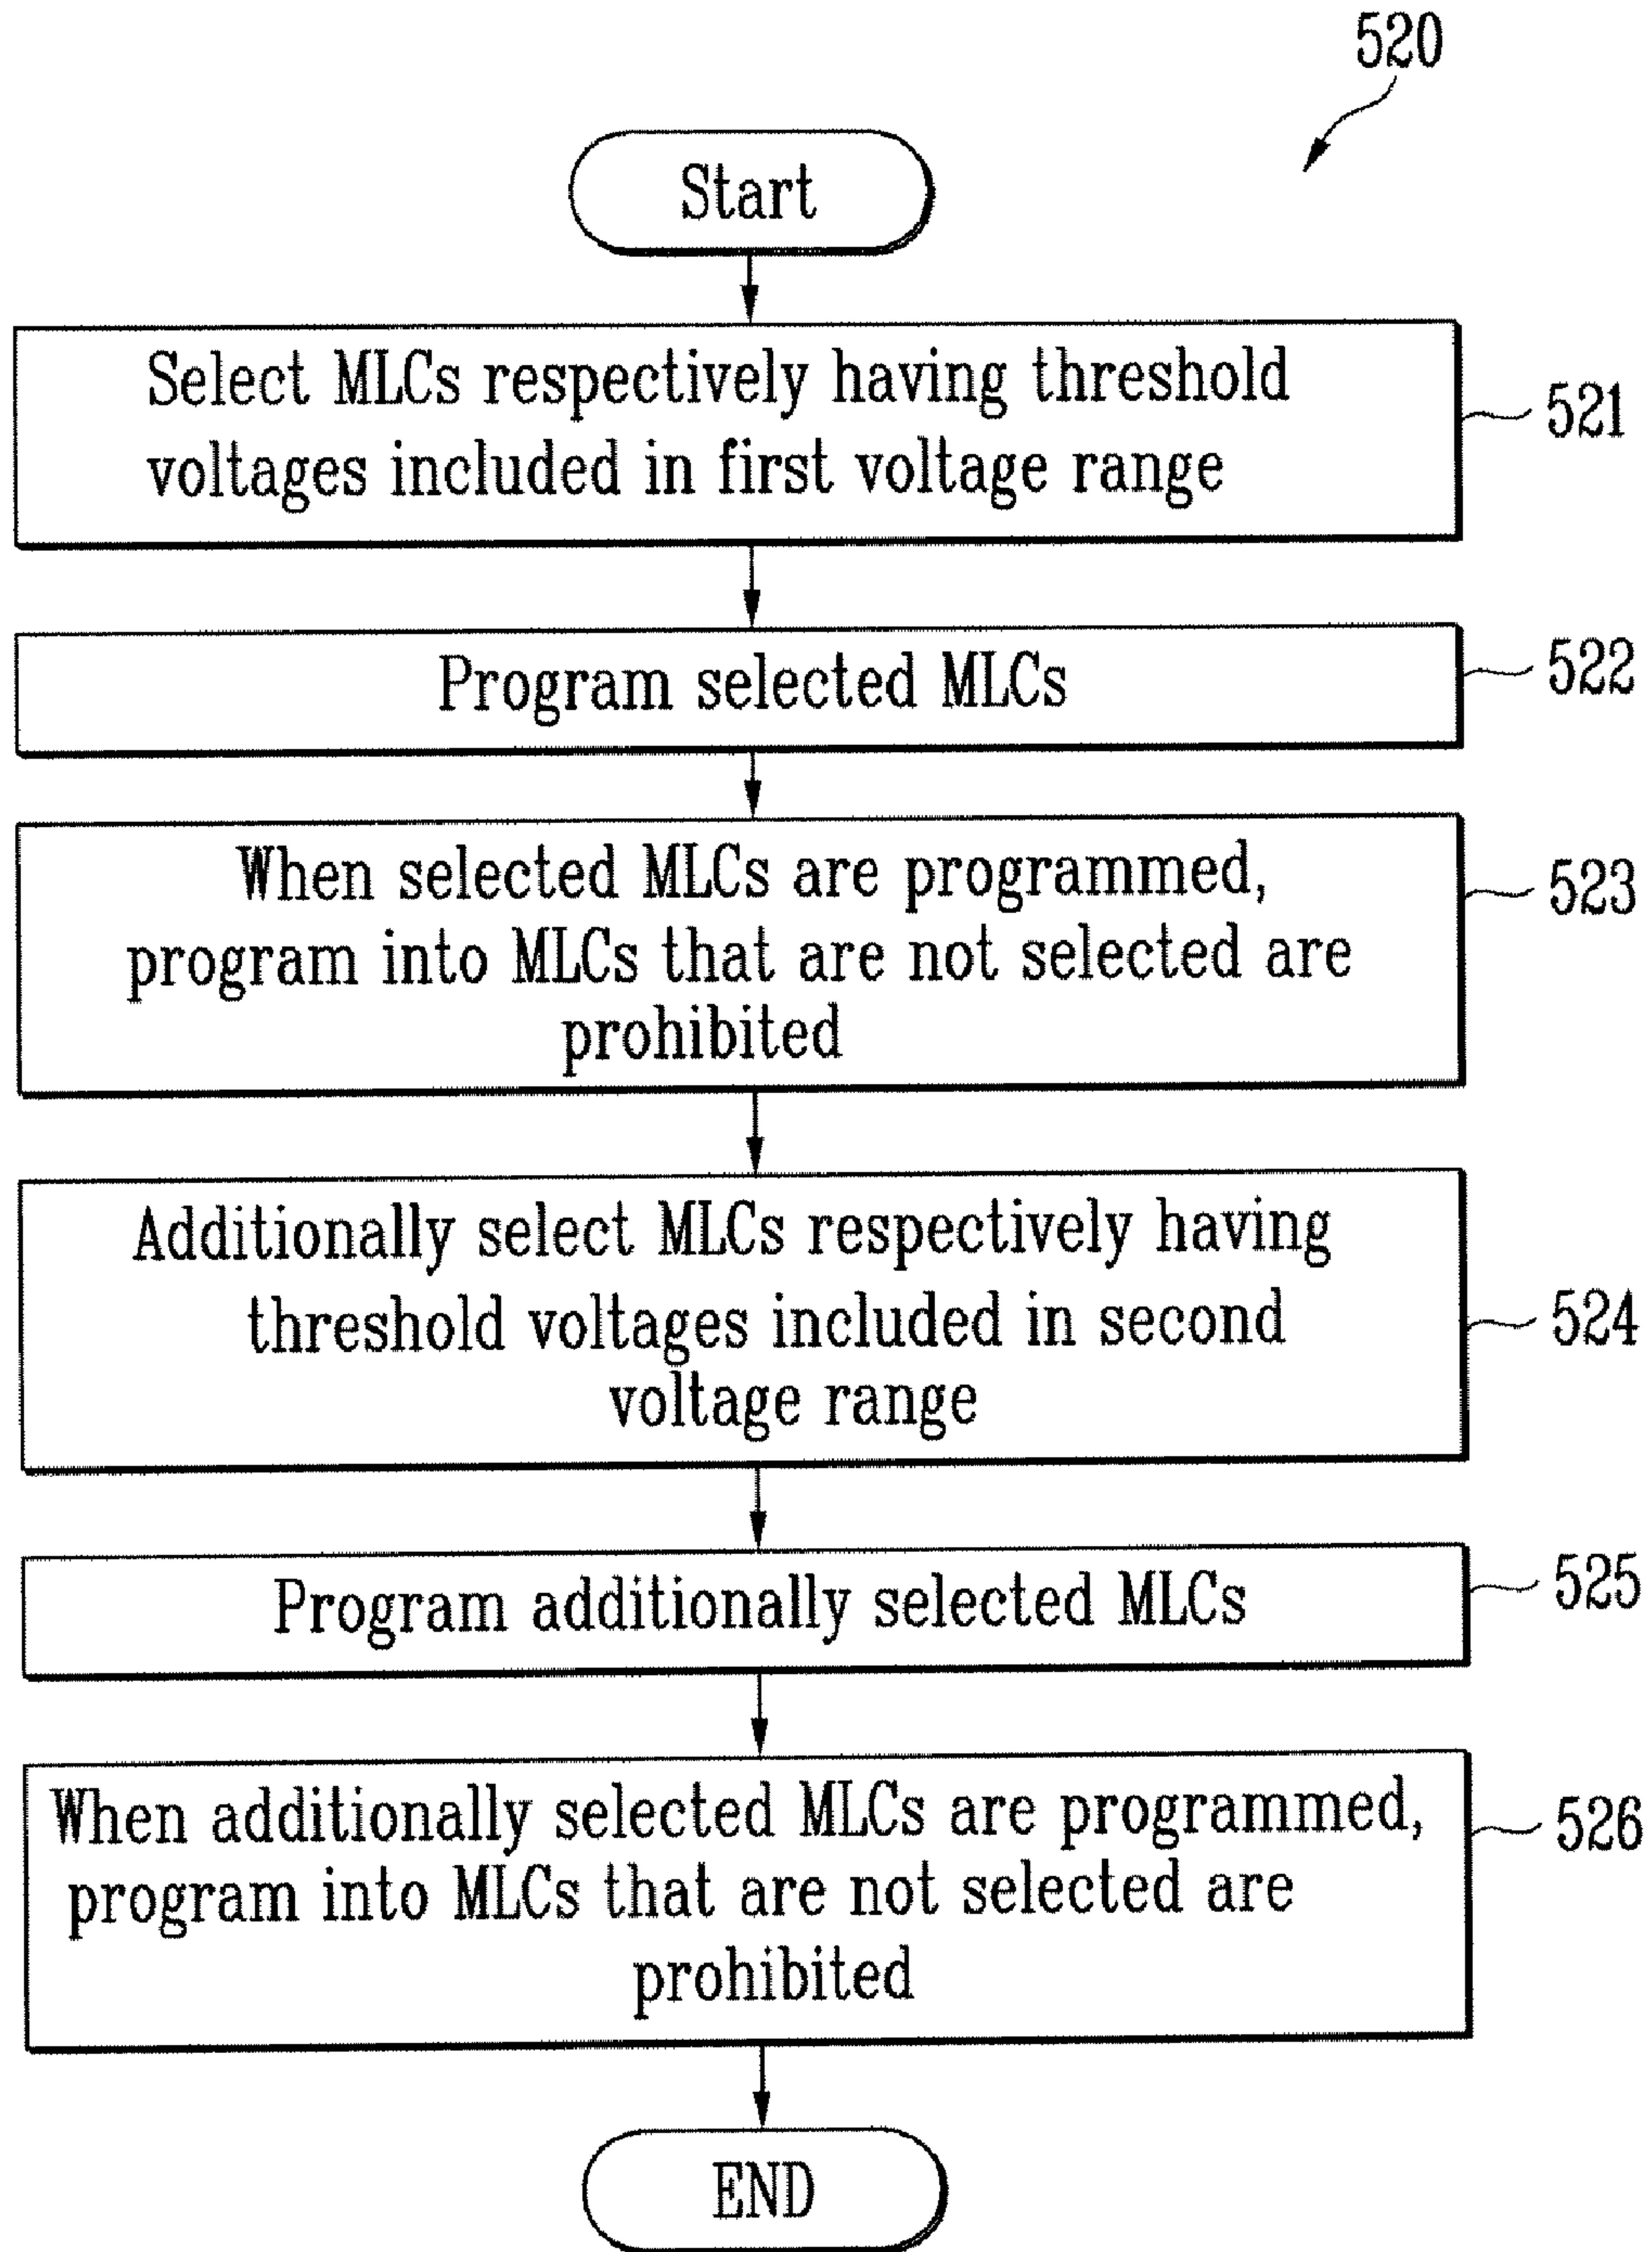 520
Start
Select MLCs respectively having threshold
voltages included in first voltage range
521
Program selected MLCs
522
When selected MLCs are programmed,
program into MLCs that are not selected are
prohibited
523
Additionally select MLCs respectively having
threshold voltages included in second
voltage range
524
Program additionally selected MLCs
525
When additionally selected MLCs are programmed,
program into MLCs that are not selected are
prohibited
526
END